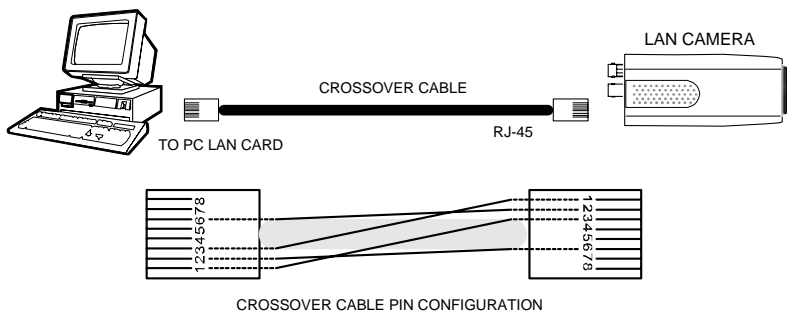 LAN CAMERA
CROSSOVER CABLE
RJ-45
TO PC LAN CARD
12345678
12345678
CROSSOVER CABLE PIN CONFIGURATION